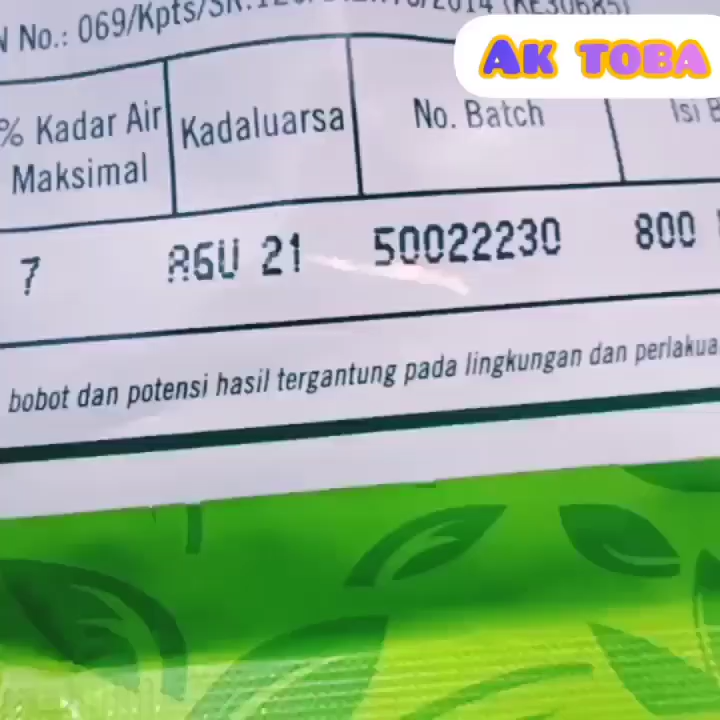 No.: 069/Kpts/SR.
AK TOBA
% Kadar Air Maksimal
Kadaluarsa
No. Batch
Isi
7
AGU 21
50022230
800
bobot dan potensi hasil tergantung pada lingkungan dan perlakua